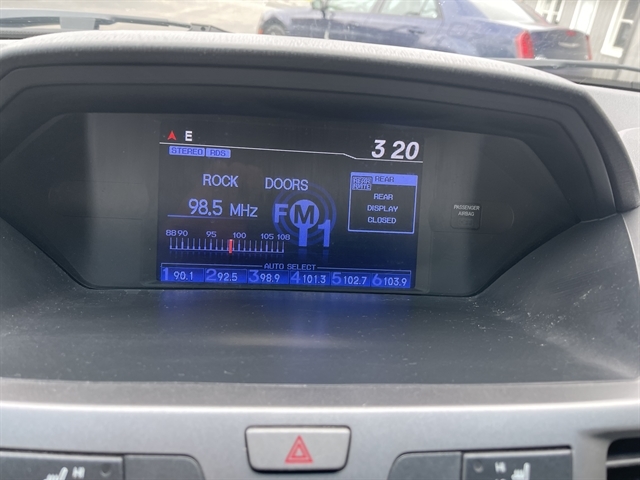 E
3 20
STEREO RDS
ROCK DOORS
98.5 MHz
FM1
88 90 95 100 105 108
REAR
REAR
DISPLAY
CLOSED
PASSENGER
AIRBAG
AUTO SELECT
1 90.1 2 92.5 3 98.9 4 101.3 5 102.7 6 103.9
HI
HI